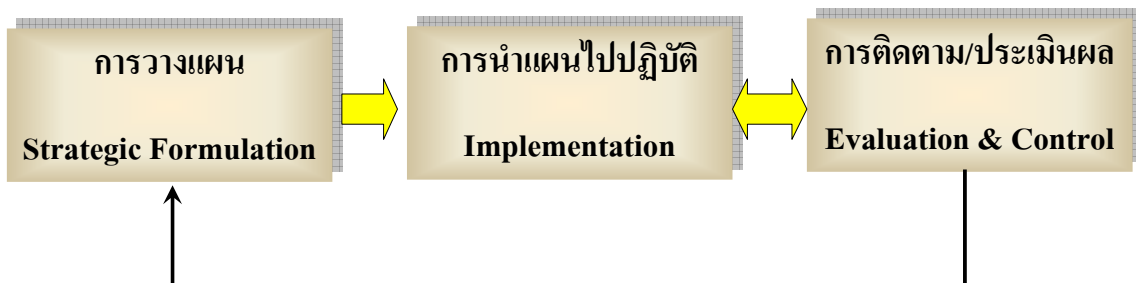 การวางแผน
Strategic Formulation
การนำแผนไปปฏิบัติ
Implementation
การติดตาม/ประเมินผล
Evaluation & Control